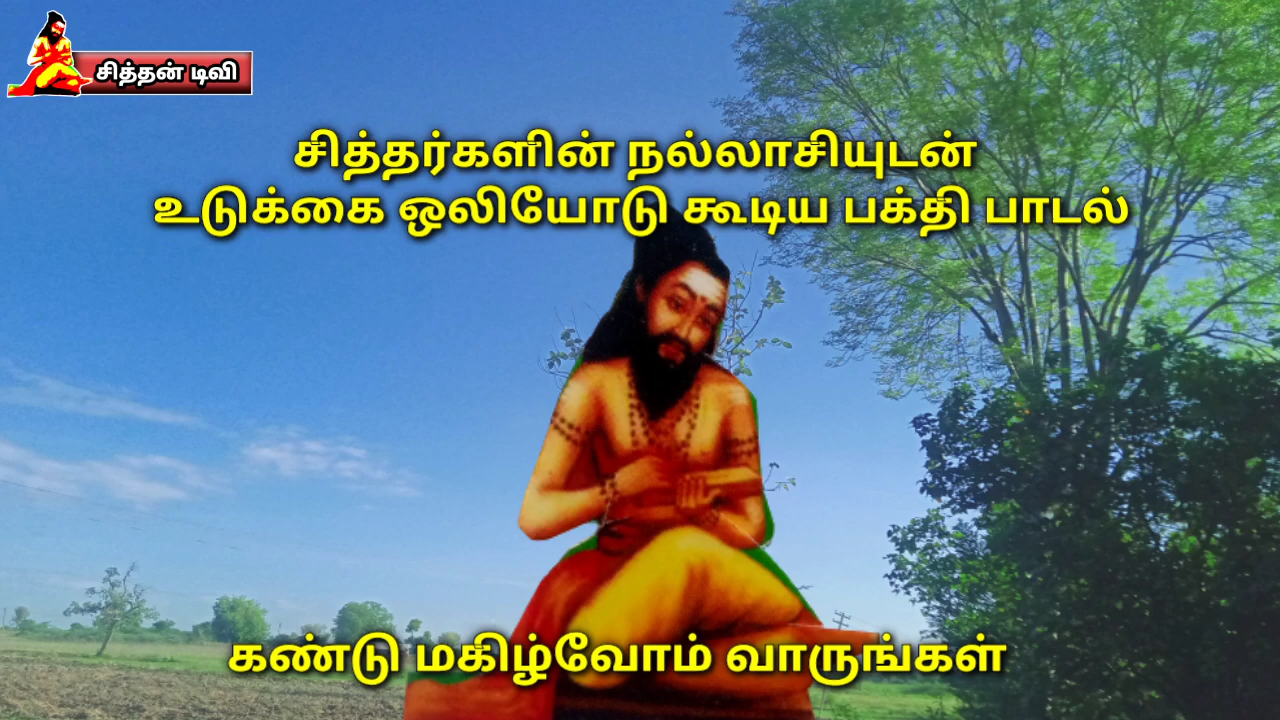 சித்தன் டிவி
சித்தர்களின் நல்லாசியுடன்
உடுக்கை ஒலியோடு கூடிய பக்தி பாடல்
கண்டு மகிழ்வோம் வாருங்கள்